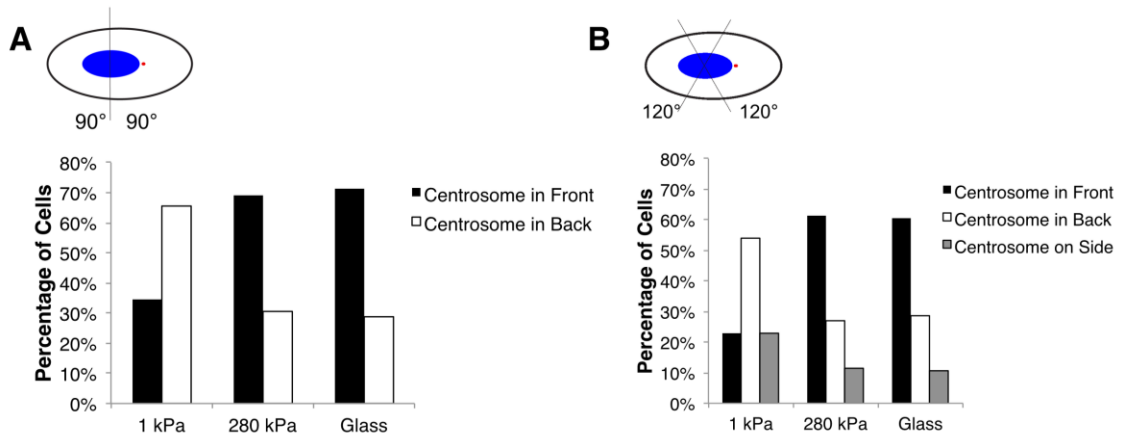 A
90° 90°
80%
70%
60%
50%
40%
30%
20%
10%
0%
Percentage of Cells
1 kPa 280 kPa Glass
Centrosome in Front
Centrosome in Back
B
120° 120°
80%
70%
60%
50%
40%
30%
20%
10%
0%
Percentage of Cells
1 kPa 280 kPa Glass
Centrosome in Front
Centrosome in Back
Centrosome on Side